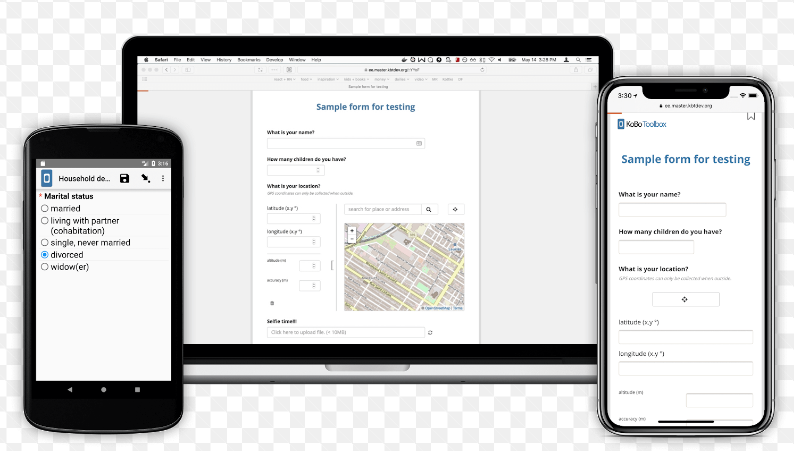 Safari File Edit View History Bookmarks Develop Window Help
May 14 3:28 PM
ee.master.kbtdev.org
Sample form for testing
Sample form for testing
What is your name?
How many children do you have?
What is your location?
GPS coordinates can only be collected when outside.
latitude (x.y °)
search for place or address
longitude (x.y °)
altitude (m)
accuracy (m)
+
−
© OpenStreetMap | Terms
Selfie time!!
Click here to upload file. (< 10MB)
3:16
Household de...
* Marital status
married
living with partner
(cohabitation)
single, never married
divorced
widow(er)
3:30
ee.master.kbtdev.org
KoBoToolbox
Sample form for testing
What is your name?
How many children do you have?
What is your location?
GPS coordinates can only be collected when outside.
latitude (x.y °)
longitude (x.y °)
altitude (m)
accuracy (m)